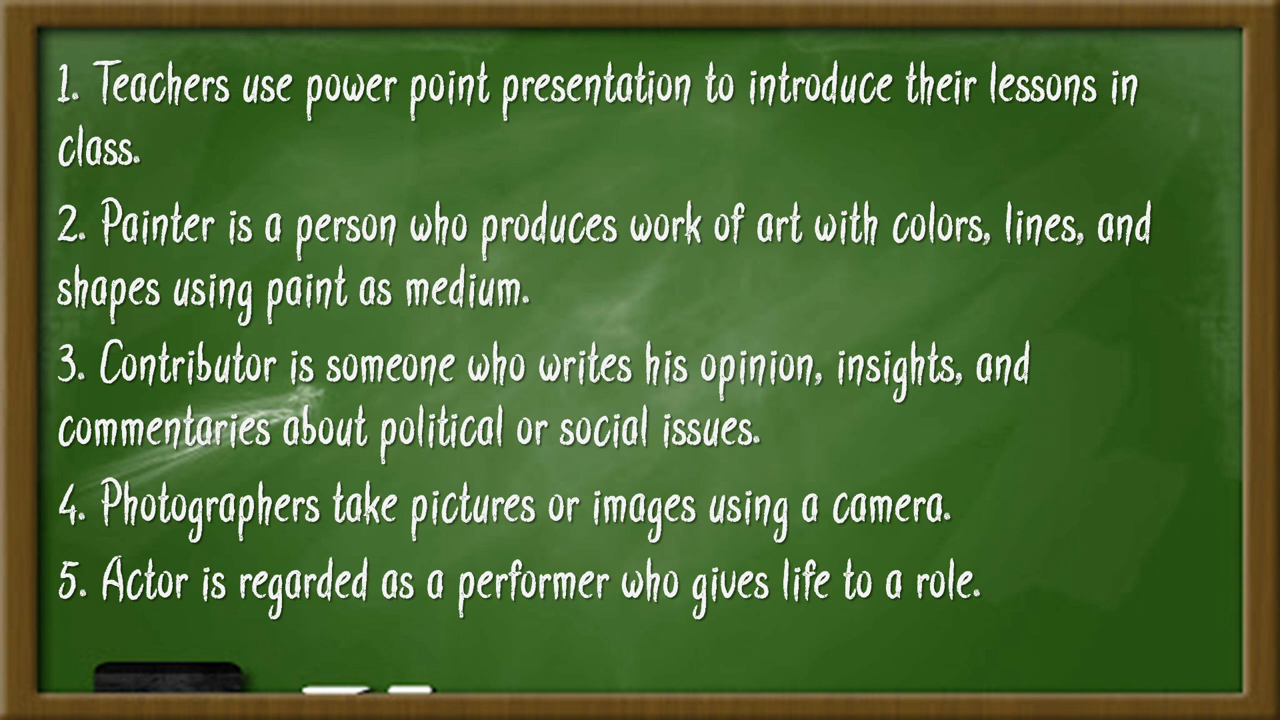 1. Teachers use power point presentation to introduce their lessons in
class.
2. Painter is a person who produces work of art with colors, lines, and
shapes using paint as medium.
3. Contributor is someone who writes his opinion, insights, and
commentaries about political or social issues.
4. Photographers take pictures or images using a camera.
5. Actor is regarded as a performer who gives life to a role.